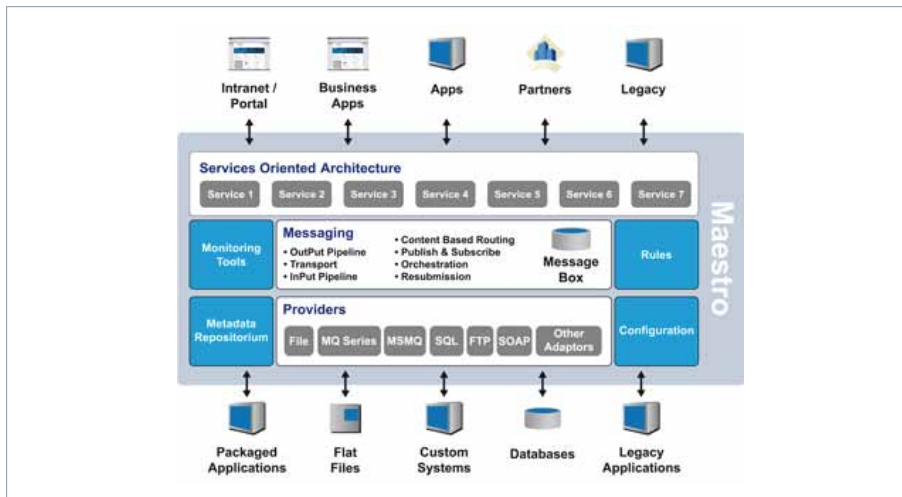 Intranet / Portal
Business Apps
Apps
Partners
Legacy
Maestro
Services Oriented Architecture
Service 1
Service 2
Service 3
Service 4
Service 5
Service 6
Service 7
Monitoring Tools
Messaging
• OutPut Pipeline
• Transport
• InPut Pipeline
• Content Based Routing
• Publish & Subscribe
• Orchestration
• Resubmission
Message Box
Rules
Metadata Repositorium
Providers
File
MQ Series
MSMQ
SQL
FTP
SOAP
Other Adaptors
Configuration
Packaged Applications
Flat Files
Custom Systems
Databases
Legacy Applications